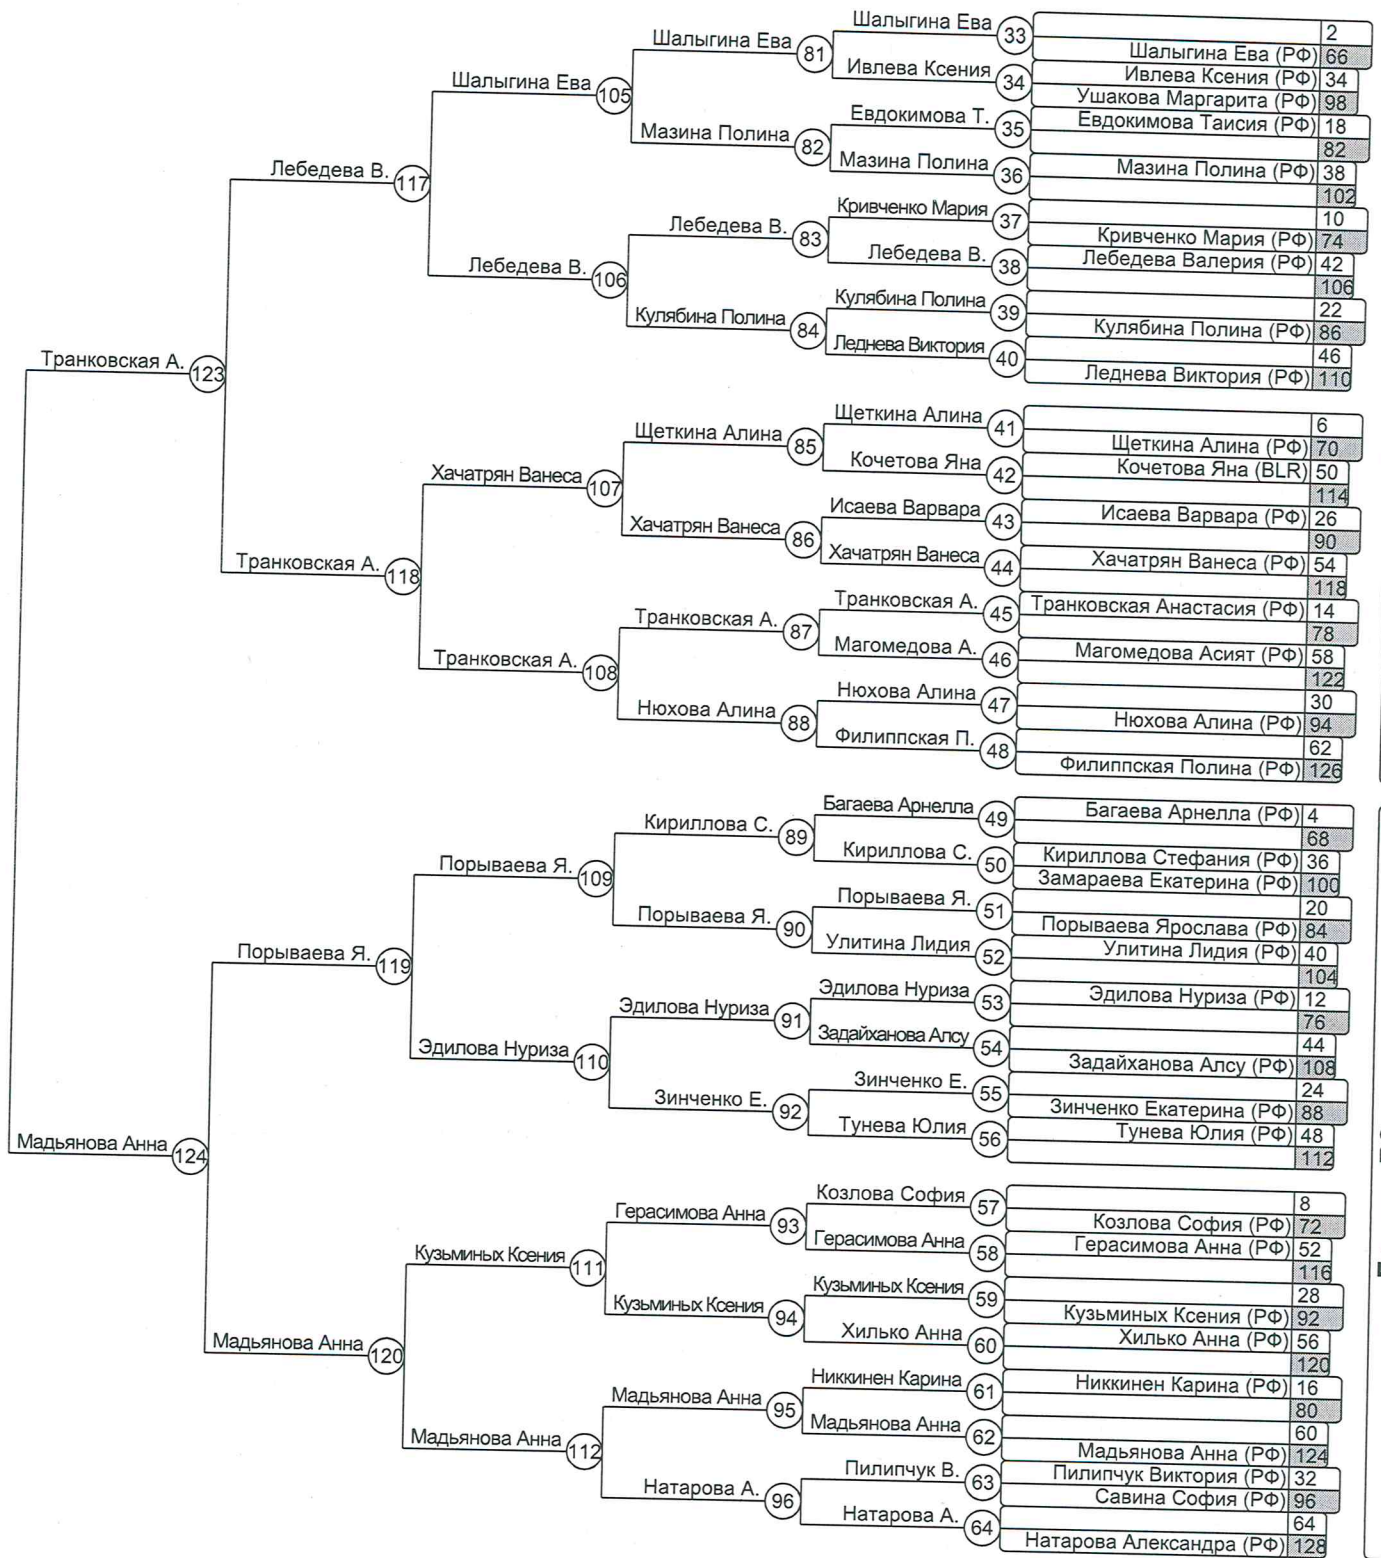 Шалыгина Ева 33 2
Шалыгина Ева 81 Шалыгина Ева (РФ) 66
Ивлева Ксения 34 Ивлева Ксения (РФ) 34
Шалыгина Ева 105 Ушакова Маргарита (РФ) 98
Евдокимова Т. 35 Евдокимова Таисия (РФ) 18
Мазина Полина 82 82
Мазина Полина 36 Мазина Полина (РФ) 38
Лебедева В. 117 102
Кривченко Мария 37 10
Лебедева В. 83 Кривченко Мария (РФ) 74
Лебедева В. 38 Лебедева Валерия (РФ) 42
Лебедева В. 106 106
Кулябина Полина 39 22
Кулябина Полина 84 Кулябина Полина (РФ) 86
Леднева Виктория 40 46
Транковская А. 123 Леднева Виктория (РФ) 110
Щеткина Алина 41 6
Щеткина Алина 85 Щеткина Алина (РФ) 70
Кочетова Яна 42 Кочетова Яна (BLR) 50
Хачатрян Ванеса 107 114
Исаева Варвара 43 Исаева Варвара (РФ) 26
Хачатрян Ванеса 86 90
Хачатрян Ванеса 44 Хачатрян Ванеса (РФ) 54
Транковская А. 118 118
Транковская А. 45 Транковская Анастасия (РФ) 14
Транковская А. 87 78
Магомедова А. 46 Магомедова Асият (РФ) 58
Транковская А. 108 122
Нюхова Алина 47 30
Нюхова Алина 88 Нюхова Алина (РФ) 94
Филиппская П. 48 62
Филиппская Полина (РФ) 126
Багаева Арнелла 49 Багаева Арнелла (РФ) 4
Кириллова С. 89 68
Кириллова С. 50 Кириллова Стефания (РФ) 36
Порываева Я. 109 Замараева Екатерина (РФ) 100
Порываева Я. 51 20
Порываева Я. 90 Порываева Ярослава (РФ) 84
Улитина Лидия 52 Улитина Лидия (РФ) 40
Порываева Я. 119 104
Эдилова Нуриза 53 Эдилова Нуриза (РФ) 12
Эдилова Нуриза 91 76
Задайханова Алсу 54 44
Эдилова Нуриза 110 Задайханова Алсу (РФ) 108
Зинченко Е. 55 24
Зинченко Е. 92 Зинченко Екатерина (РФ) 88
Тунева Юлия 56 Тунева Юлия (РФ) 48
Мадьянова Анна 124 112
Козлова София 57 8
Герасимова Анна 93 Козлова София (РФ) 72
Герасимова Анна 58 Герасимова Анна (РФ) 52
Кузьминых Ксения 111 116
Кузьминых Ксения 59 28
Кузьминых Ксения 94 Кузьминых Ксения (РФ) 92
Хилько Анна 60 Хилько Анна (РФ) 56
Мадьянова Анна 120 120
Никкинен Карина 61 Никкинен Карина (РФ) 16
Мадьянова Анна 95 80
Мадьянова Анна 62 60
Мадьянова Анна 112 Мадьянова Анна (РФ) 124
Пилипчук В. 63 Пилипчук Виктория (РФ) 32
Натарова А. 96 Савина София (РФ) 96
Натарова А. 64 64
Натарова Александра (РФ) 128